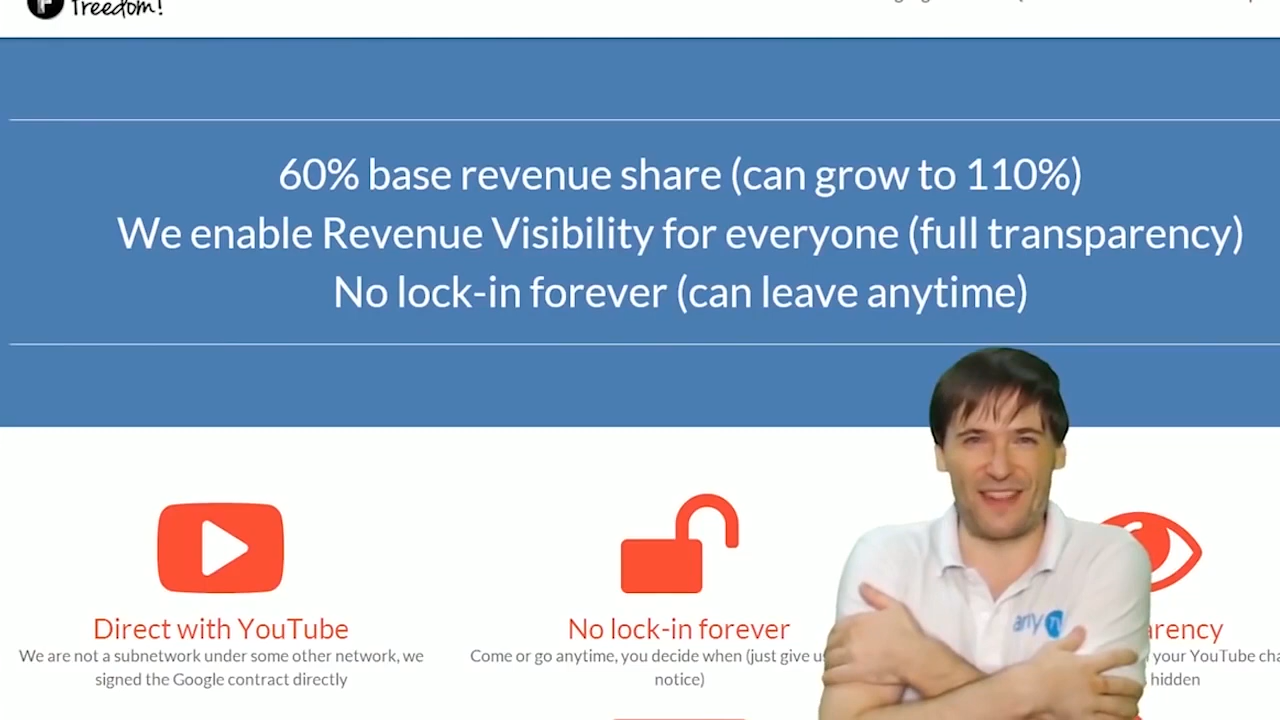 Freedom!
60% base revenue share (can grow to 110%)
We enable Revenue Visibility for everyone (full transparency)
No lock-in forever (can leave anytime)
Direct with YouTube
We are not a subnetwork under some other network, we
signed the Google contract directly
No lock-in forever
Come or go anytime, you decide when (just give us
notice)
your YouTube
hidden
any TV